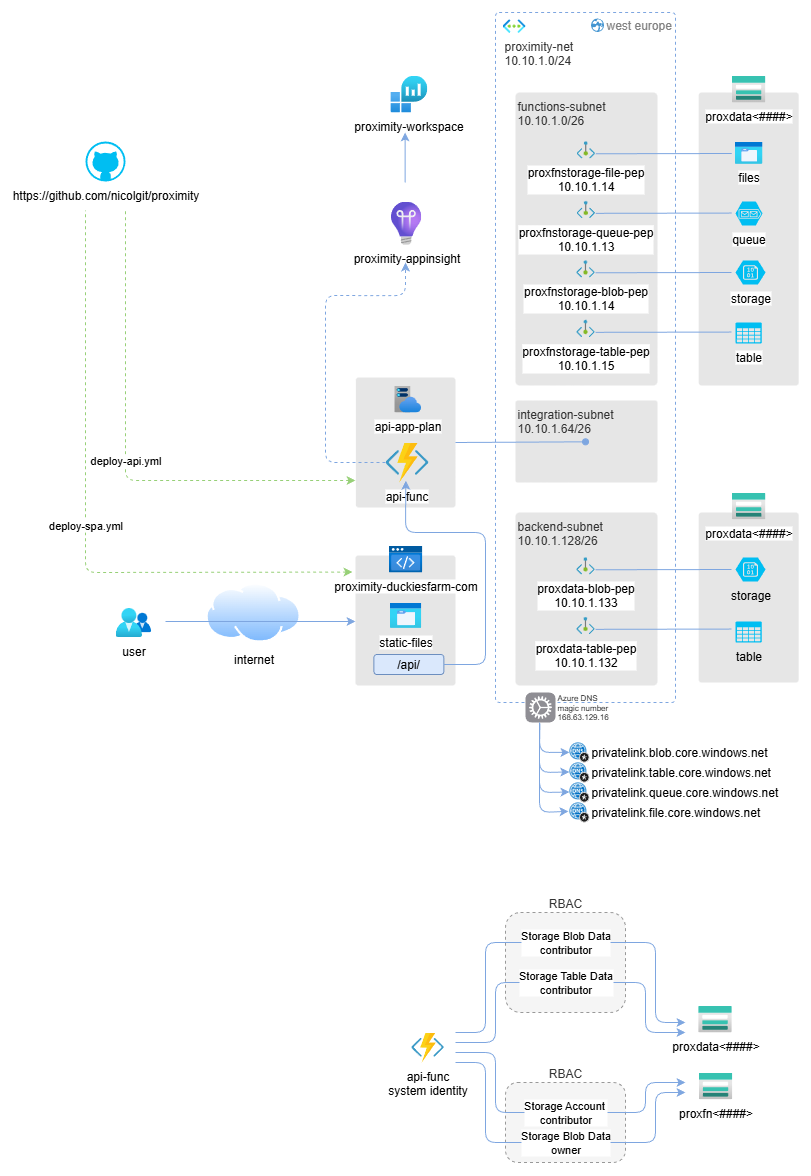 west europe
proximity-net
10.10.1.0/24
proximity-workspace
https://github.com/nicolgit/proximity
proximity-appinsight
functions-subnet
10.10.1.0/26
proxfnstorage-file-pep
10.10.1.14
proxfnstorage-queue-pep
10.10.1.13
proxfnstorage-blob-pep
10.10.1.14
proxfnstorage-table-pep
10.10.1.15
proxdata<####>
files
queue
storage
table
api-app-plan
api-func
integration-subnet
10.10.1.64/26
deploy-api.yml
deploy-spa.yml
backend-subnet
10.10.1.128/26
proxdata-blob-pep
10.10.1.133
proxdata-table-pep
10.10.1.132
proxdata<####>
storage
table
proximity-duckiesfarm-com
static-files
/api/
user
internet
Azure DNS
magic number
168.63.129.16
privatelink.blob.core.windows.net
privatelink.table.core.windows.net
privatelink.queue.core.windows.net
privatelink.file.core.windows.net
RBAC
Storage Blob Data
contributor
Storage Table Data
contributor
proxdata<####>
api-func
system identity
RBAC
Storage Account
contributor
Storage Blob Data
owner
proxfn<####>